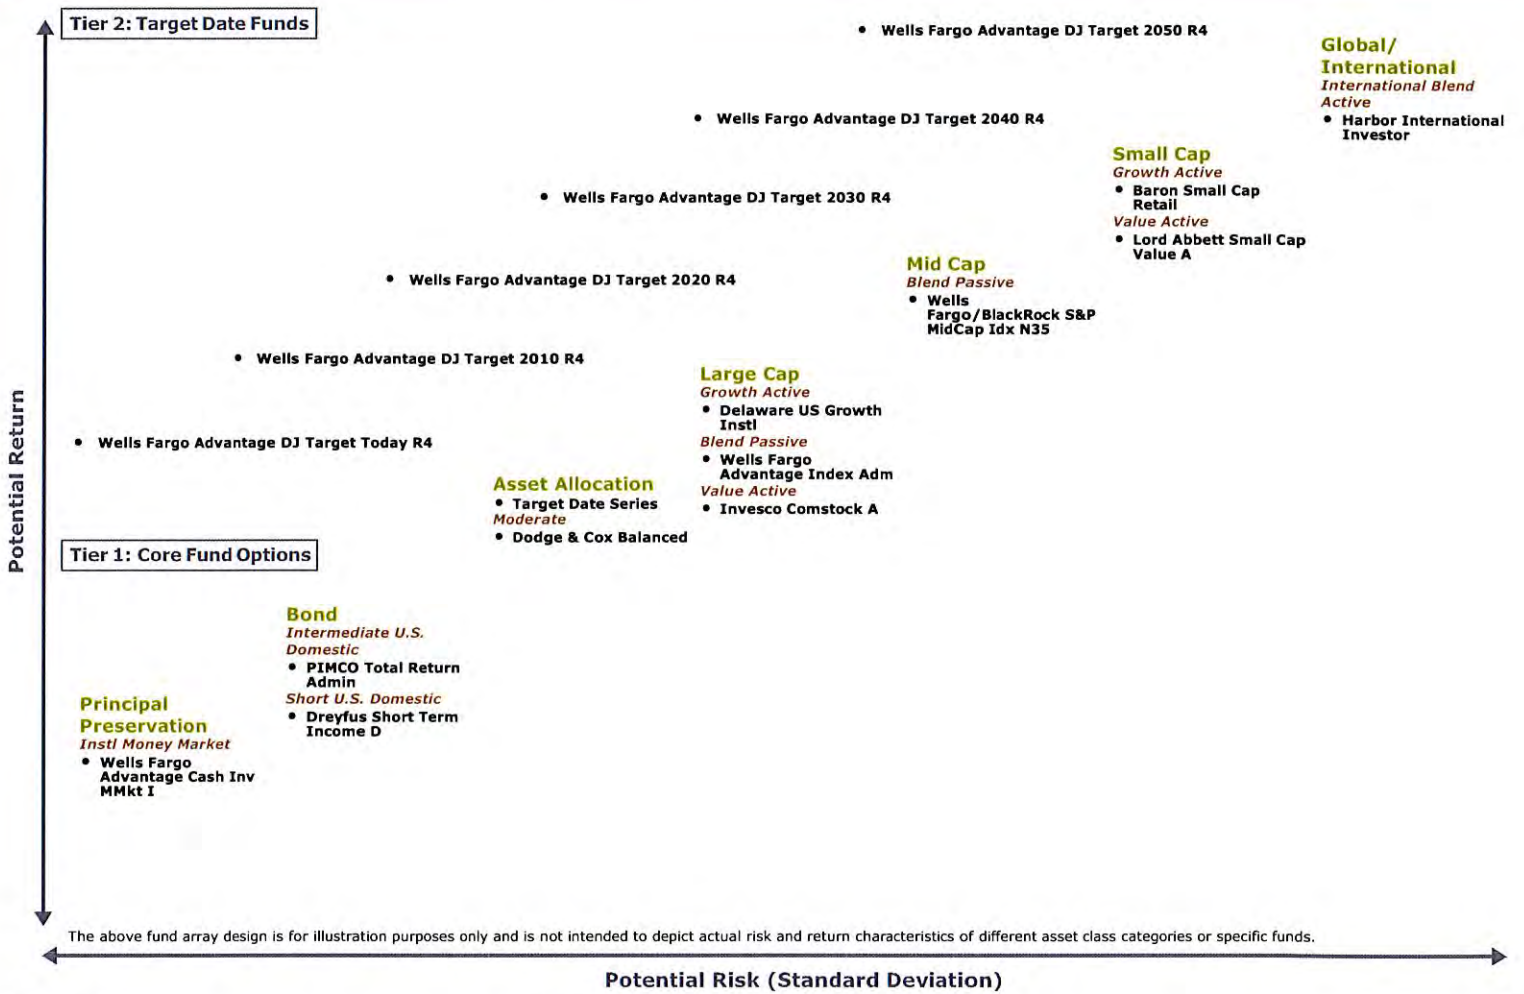 Tier 2: Target Date Funds
• Wells Fargo Advantage DJ Target 2050 R4
• Wells Fargo Advantage DJ Target 2040 R4
• Wells Fargo Advantage DJ Target 2030 R4
• Wells Fargo Advantage DJ Target 2020 R4
• Wells Fargo Advantage DJ Target 2010 R4
• Wells Fargo Advantage DJ Target Today R4
Global/
International
International Blend
Active
• Harbor International
Investor
Small Cap
Growth Active
• Baron Small Cap
Retail
Value Active
• Lord Abbett Small Cap
Value A
Mid Cap
Blend Passive
• Wells
Fargo/BlackRock S&P
MidCap Idx N35
Large Cap
Growth Active
• Delaware US Growth
Instl
Blend Passive
• Wells Fargo
Advantage Index Adm
Value Active
• Invesco Comstock A
Asset Allocation
• Target Date Series
Moderate
• Dodge & Cox Balanced
Tier 1: Core Fund Options
Bond
Intermediate U.S.
Domestic
• PIMCO Total Return
Admin
Short U.S. Domestic
• Dreyfus Short Term
Income D
Principal
Preservation
Instl Money Market
• Wells Fargo
Advantage Cash Inv
MMkt I
Potential Return
The above fund array design is for illustration purposes only and is not intended to depict actual risk and return characteristics of different asset class categories or specific funds.
Potential Risk (Standard Deviation)